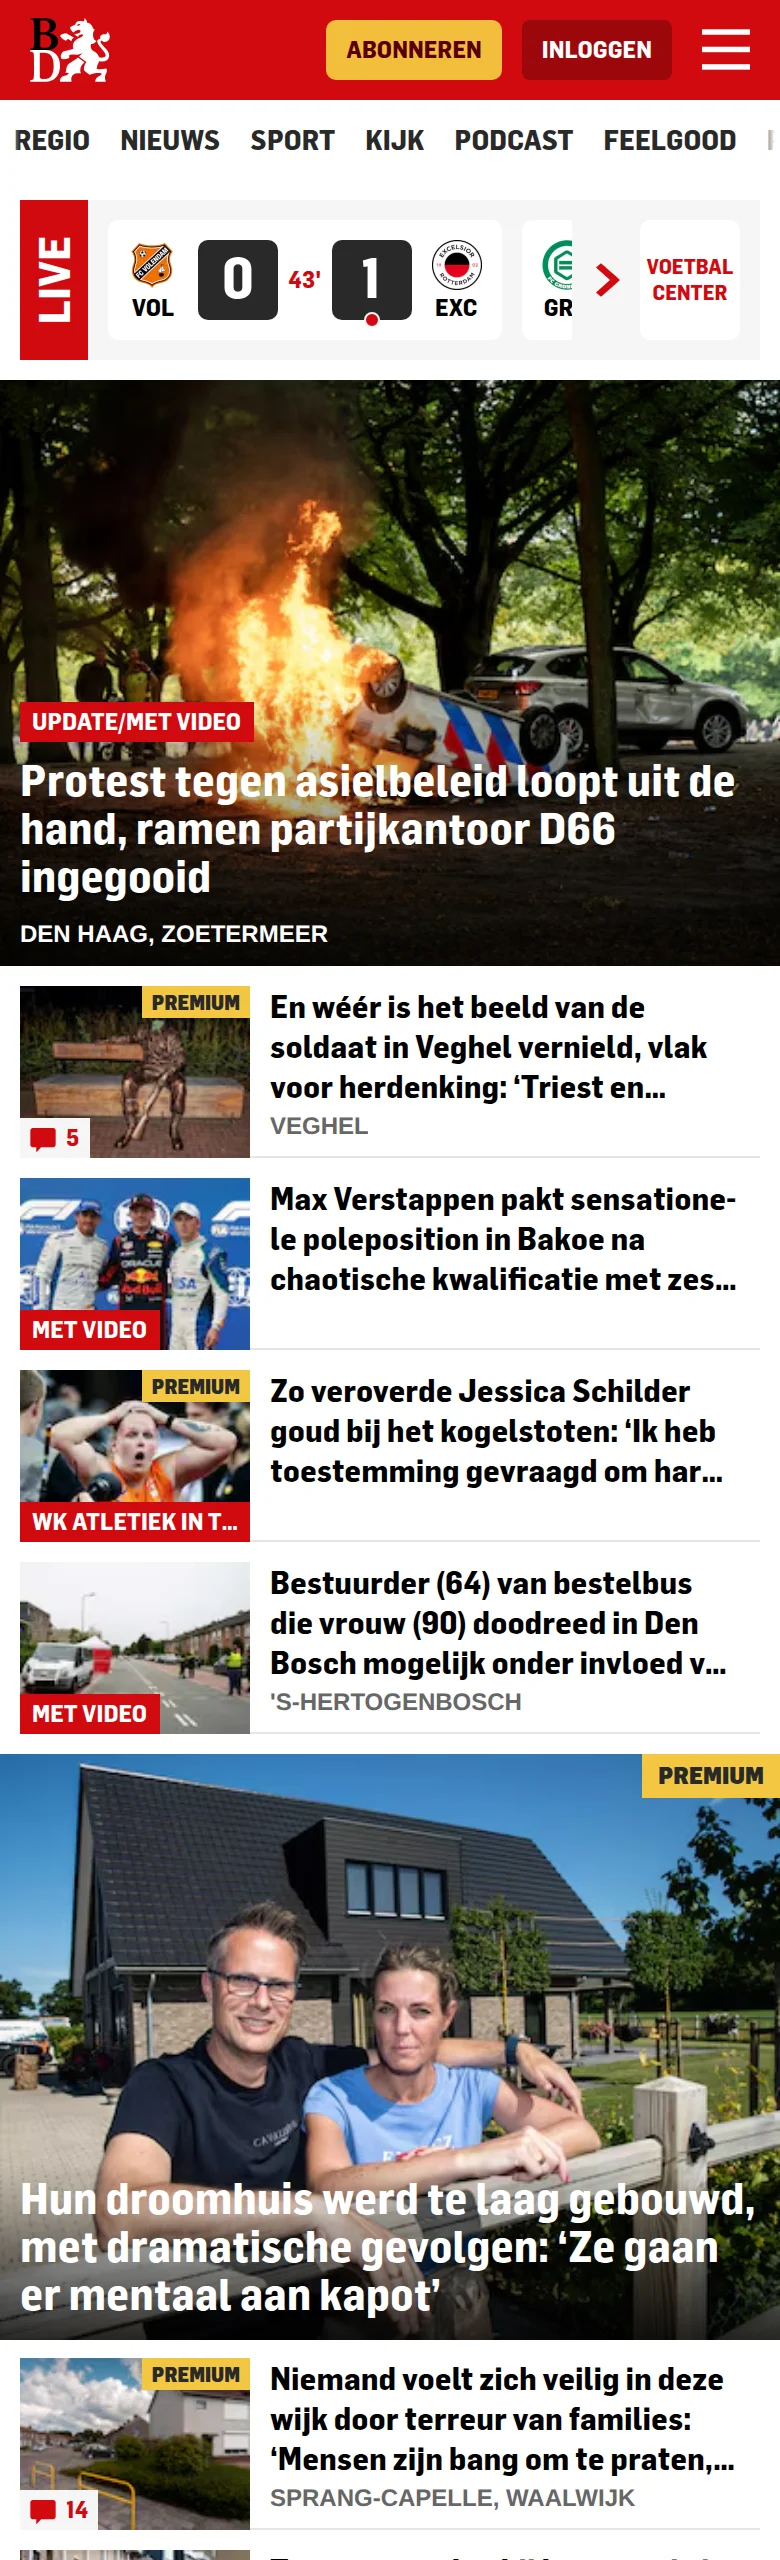 BD
ABONNEREN
INLOGGEN
REGIO NIEUWS SPORT KIJK PODCAST FEELGOOD
LIVE
VOL
0
43'
1
EXC
GR
VOETBAL
CENTER
UPDATE/MET VIDEO
Protest tegen asielbeleid loopt uit de
hand, ramen partijkantoor D66
ingegooid
DEN HAAG, ZOETERMEER
PREMIUM
5
En wéér is het beeld van de
soldaat in Veghel vernield, vlak
voor herdenking: ‘Triest en...
VEGHEL
MET VIDEO
Max Verstappen pakt sensatione-
le poleposition in Bakoe na
chaotische kwalificatie met zes...
PREMIUM
WK ATLETIEK IN T...
Zo veroverde Jessica Schilder
goud bij het kogelstoten: ‘Ik heb
toestemming gevraagd om har...
MET VIDEO
Bestuurder (64) van bestelbus
die vrouw (90) doodreed in Den
Bosch mogelijk onder invloed v...
'S-HERTOGENBOSCH
PREMIUM
Hun droomhuis werd te laag gebouwd,
met dramatische gevolgen: ‘Ze gaan
er mentaal aan kapot’
PREMIUM
14
Niemand voelt zich veilig in deze
wijk door terreur van families:
‘Mensen zijn bang om te praten,...
SPRANG-CAPELLE, WAALWIJK